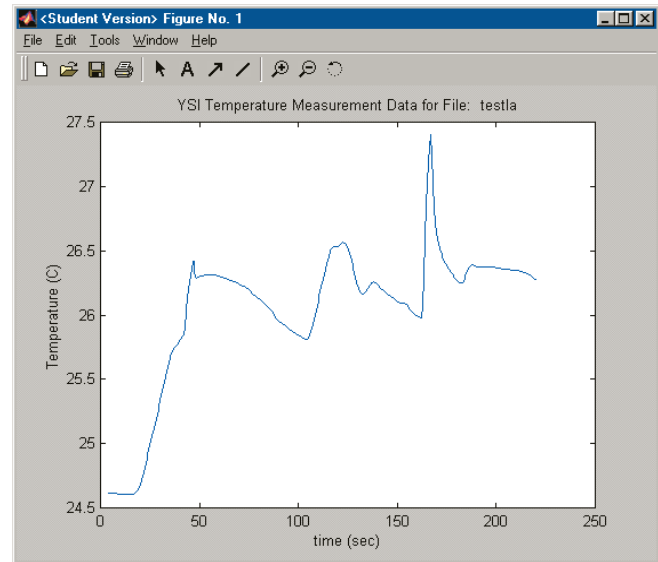 <Student Version> Figure No. 1
File Edit Tools Window Help
A
YSI Temperature Measurement Data for File: testla
27.5
27
26.5
26
25.5
25
24.5
Temperature (C)
0 50 100 150 200 250
time (sec)